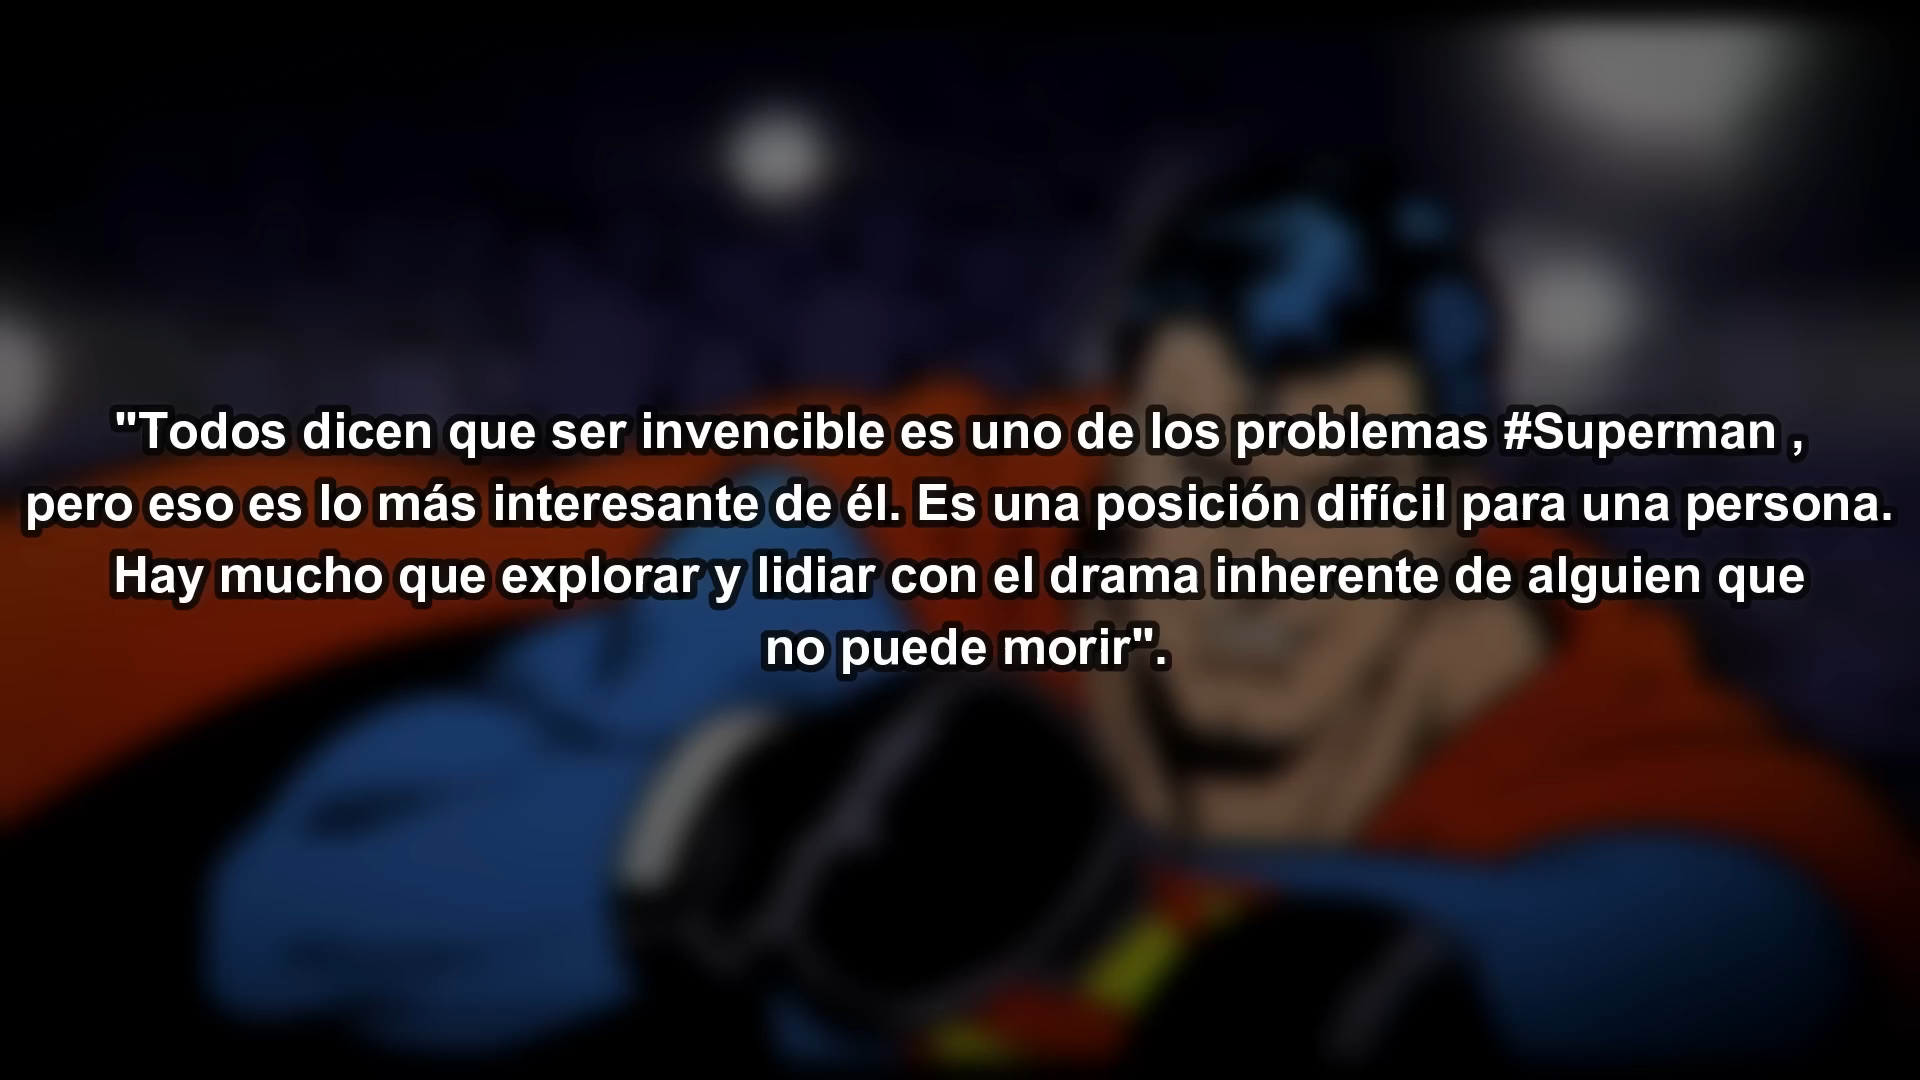 "Todos dicen que ser invencible es uno de los problemas #Superman ,
pero eso es lo más interesante de él. Es una posición difícil para una persona.
Hay mucho que explorar y lidiar con el drama inherente de alguien que
no puede morir".